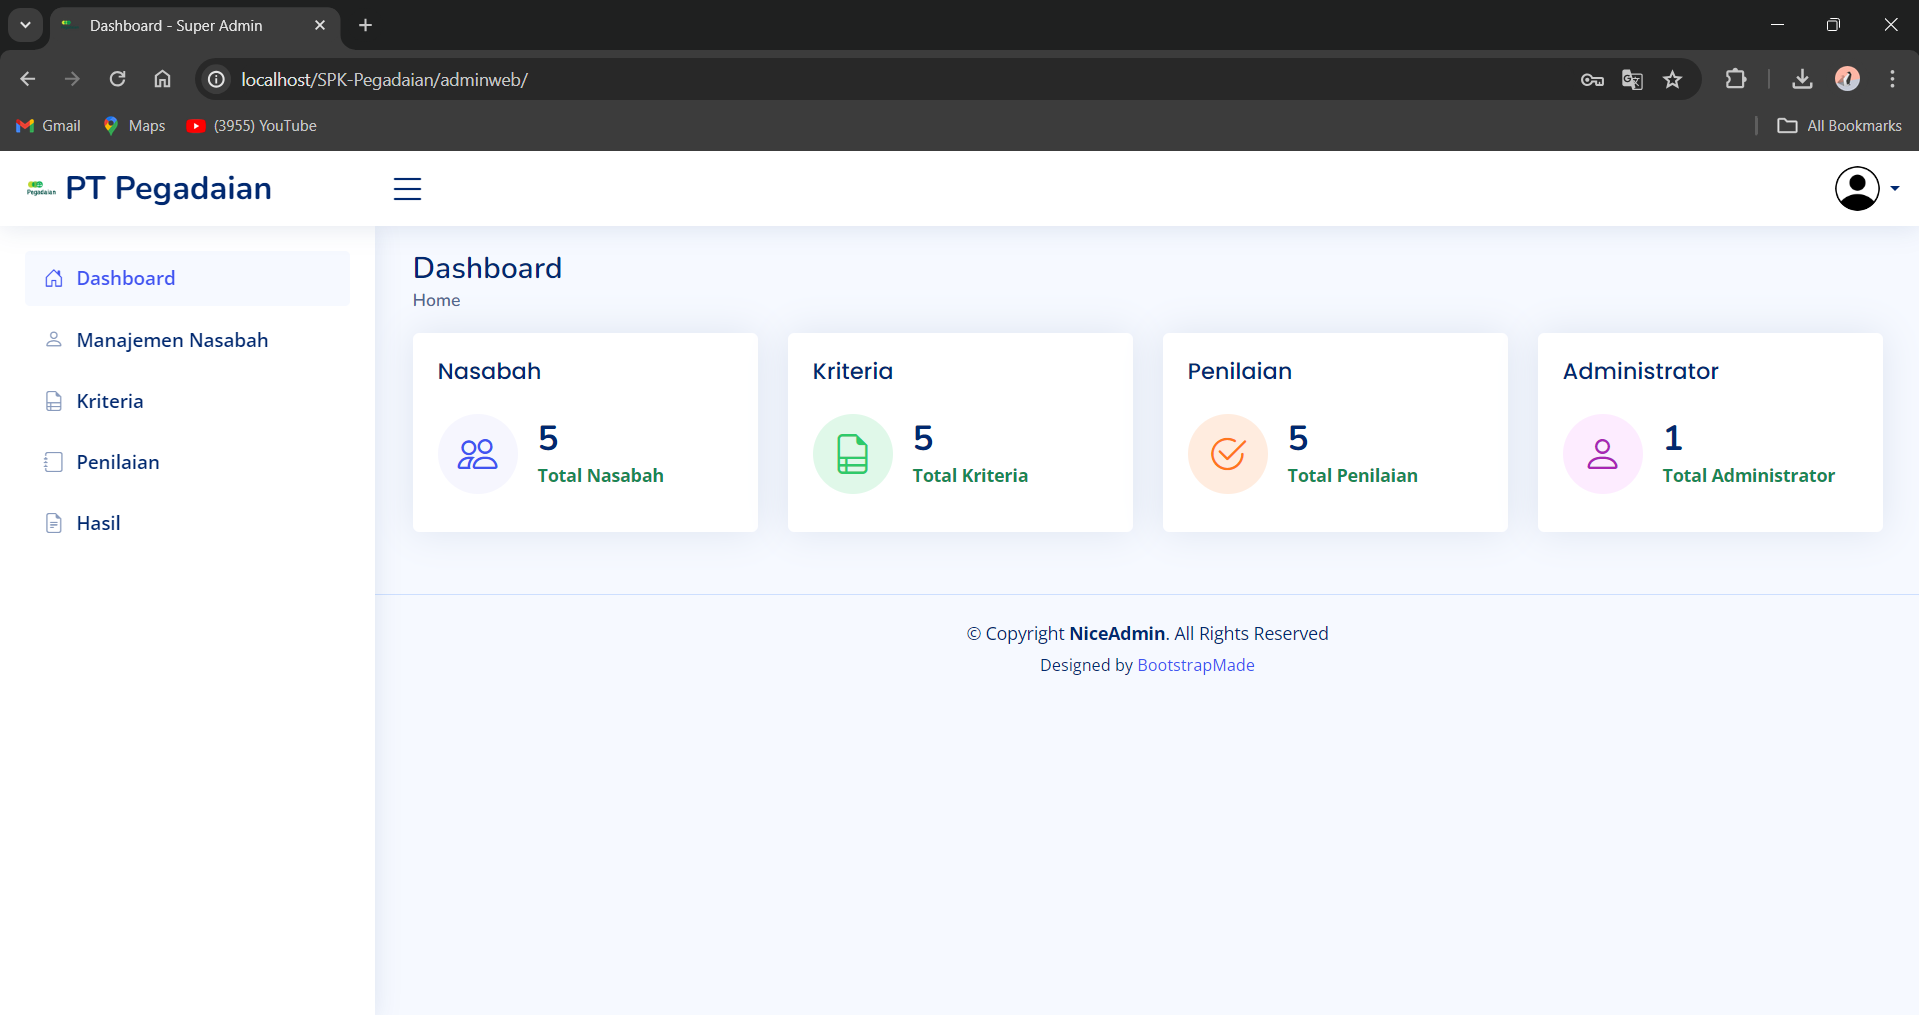 Dashboard - Super Admin
localhost/SPK-Pegadaian/adminweb/
Gmail
Maps
(3955) YouTube
All Bookmarks
Pegadaian
PT Pegadaian
Dashboard
Manajemen Nasabah
Kriteria
Penilaian
Hasil
Dashboard
Home
Nasabah
5
Total Nasabah
Kriteria
5
Total Kriteria
Penilaian
5
Total Penilaian
Administrator
1
Total Administrator
© Copyright NiceAdmin. All Rights Reserved
Designed by BootstrapMade